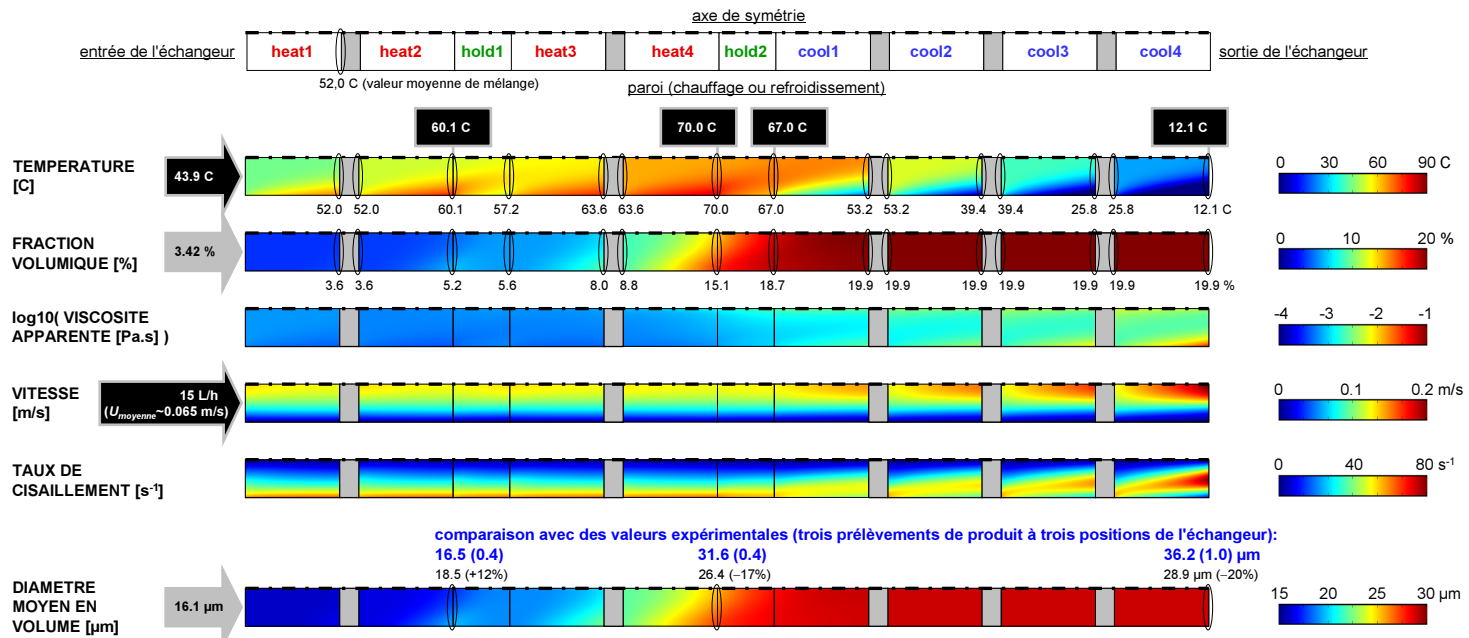 axe de symétrie
entrée de l'échangeur
heat1 heat2 hold1 heat3 heat4 hold2 cool1 cool2 cool3 cool4
sortie de l'échangeur
52,0 C (valeur moyenne de mélange)
paroi (chauffage ou refroidissement)
60.1 C 70.0 C 67.0 C 12.1 C
TEMPERATURE
[C]
43.9 C
0 30 60 90 C
52.0 52.0 60.1 57.2 63.6 63.6 70.0 67.0 53.2 53.2 39.4 39.4 25.8 25.8 12.1 C
FRACTION
VOLUMIQUE [%]
3.42 %
0 10 20 %
3.6 3.6 5.2 5.6 8.0 8.8 15.1 18.7 19.9 19.9 19.9 19.9 19.9 19.9 19.9 %
log10( VISCOSITE
APPARENTE [Pa.s] )
-4 -3 -2 -1
VITESSE
[m/s]
15 L/h
(Umoyenne~0.065 m/s)
0 0.1 0.2 m/s
TAUX DE
CISAILLEMENT [s-1]
0 40 80 s-1
comparaison avec des valeurs expérimentales (trois prélèvements de produit à trois positions de l'échangeur):
16.5 (0.4) 31.6 (0.4) 36.2 (1.0) µm
18.5 (+12%) 26.4 (−17%) 28.9 µm (−20%)
DIAMETRE
MOYEN EN
VOLUME [µm]
16.1 µm
15 20 25 30 µm